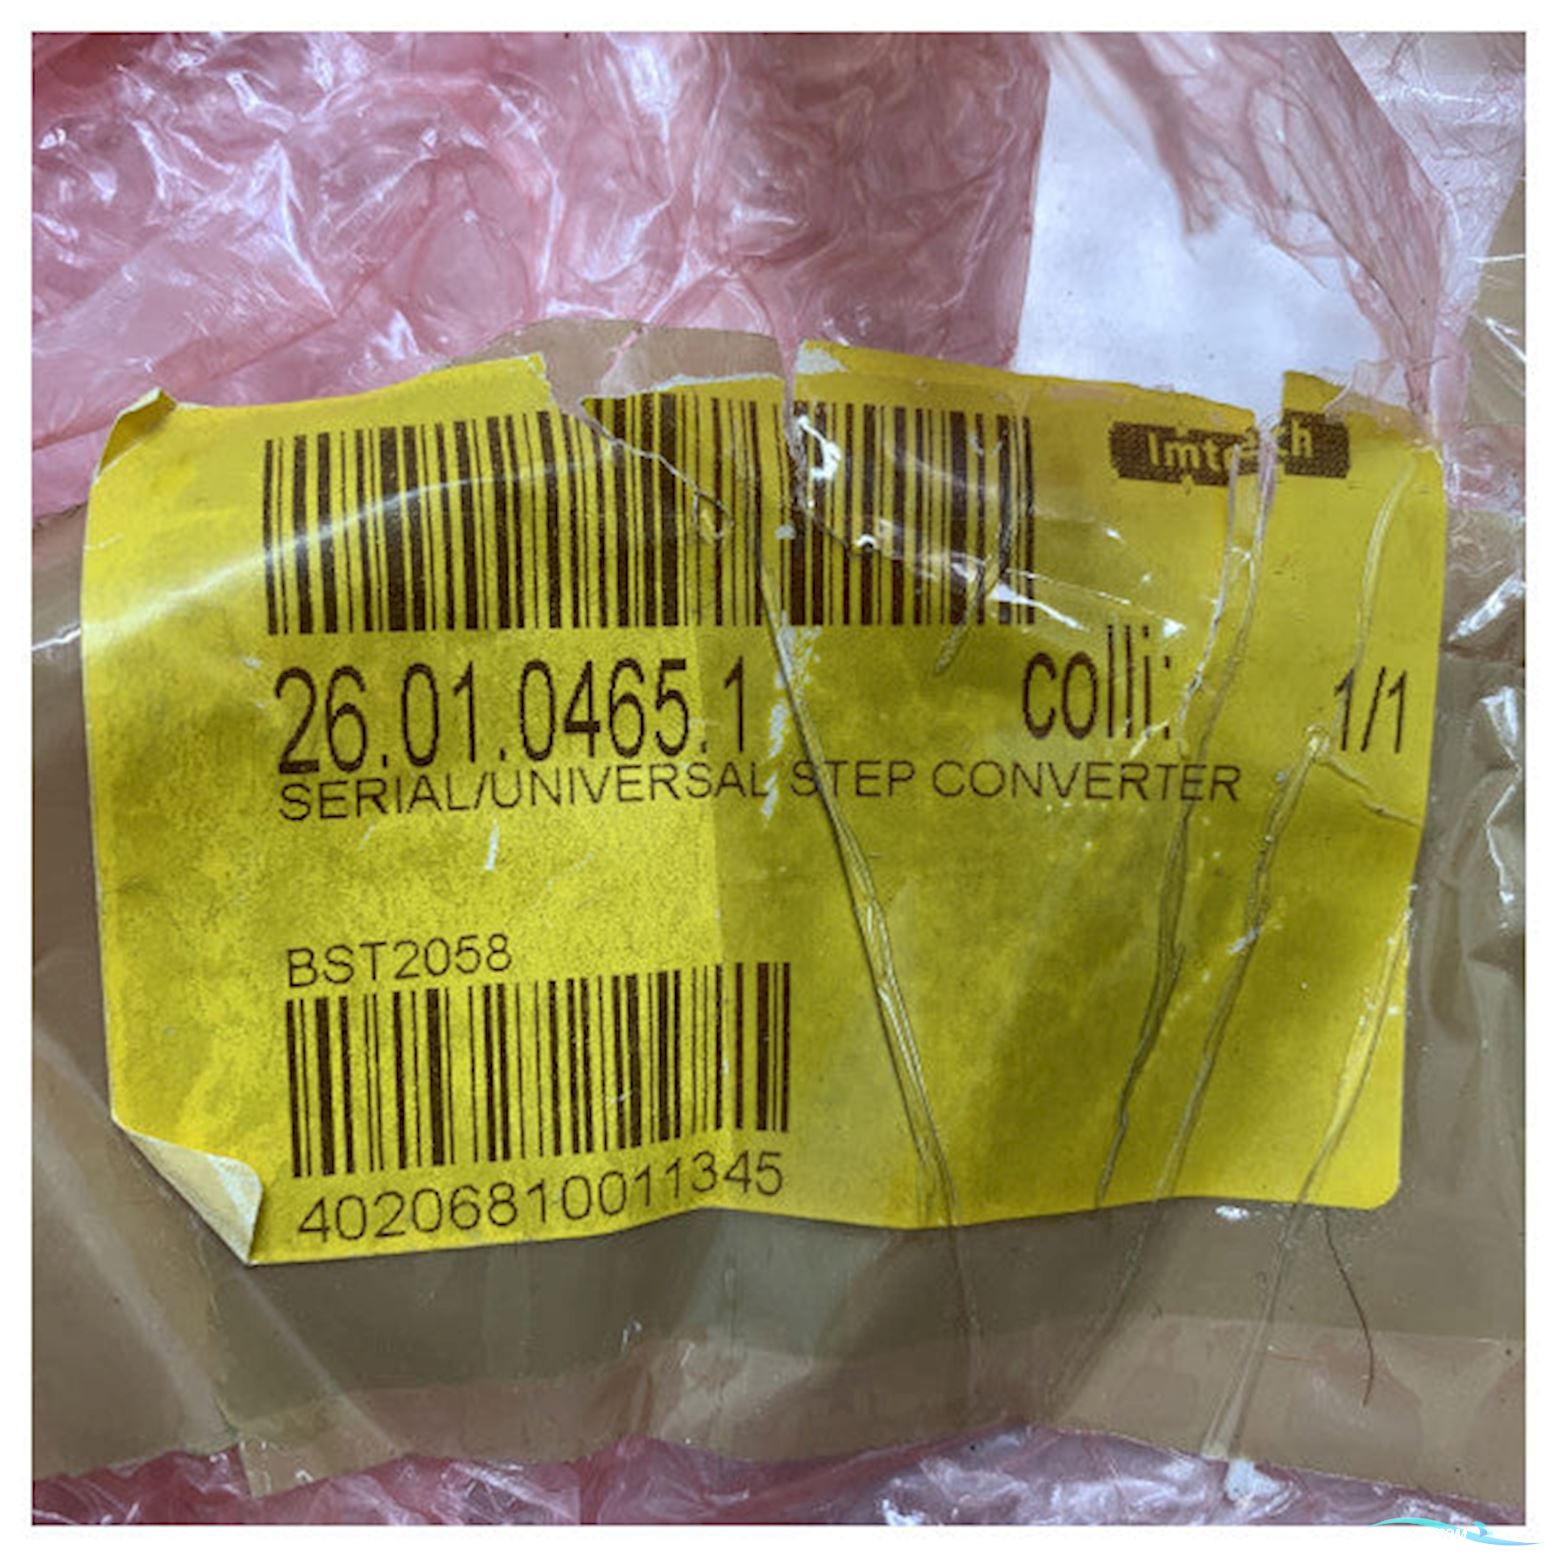 Imtech
26.01.0465.1 colli: 1/1
SERIAL/UNIVERSAL STEP CONVERTER
BST2058
40206810011345